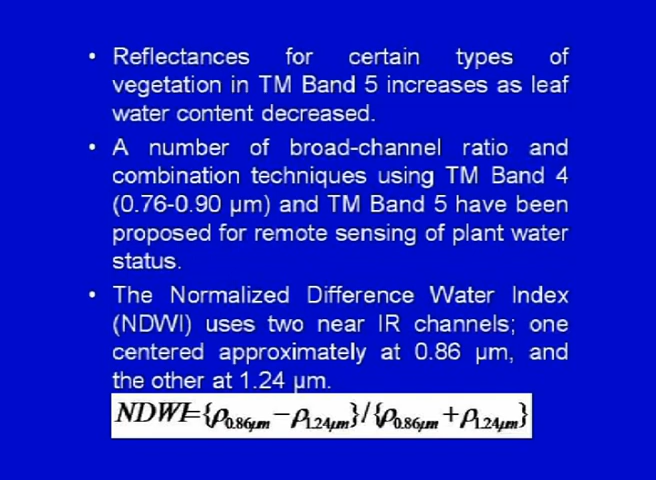 • Reflectances for certain types of
vegetation in TM Band 5 increases as leaf
water content decreased.
• A number of broad-channel ratio and
combination techniques using TM Band 4
(0.76-0.90 μm) and TM Band 5 have been
proposed for remote sensing of plant water
status.
• The Normalized Difference Water Index
(NDWI) uses two near IR channels; one
centered approximately at 0.86 μm, and
the other at 1.24 μm.
NDWI={ρ0.86μm−ρ1.24μm}/{ρ0.86μm+ρ1.24μm}